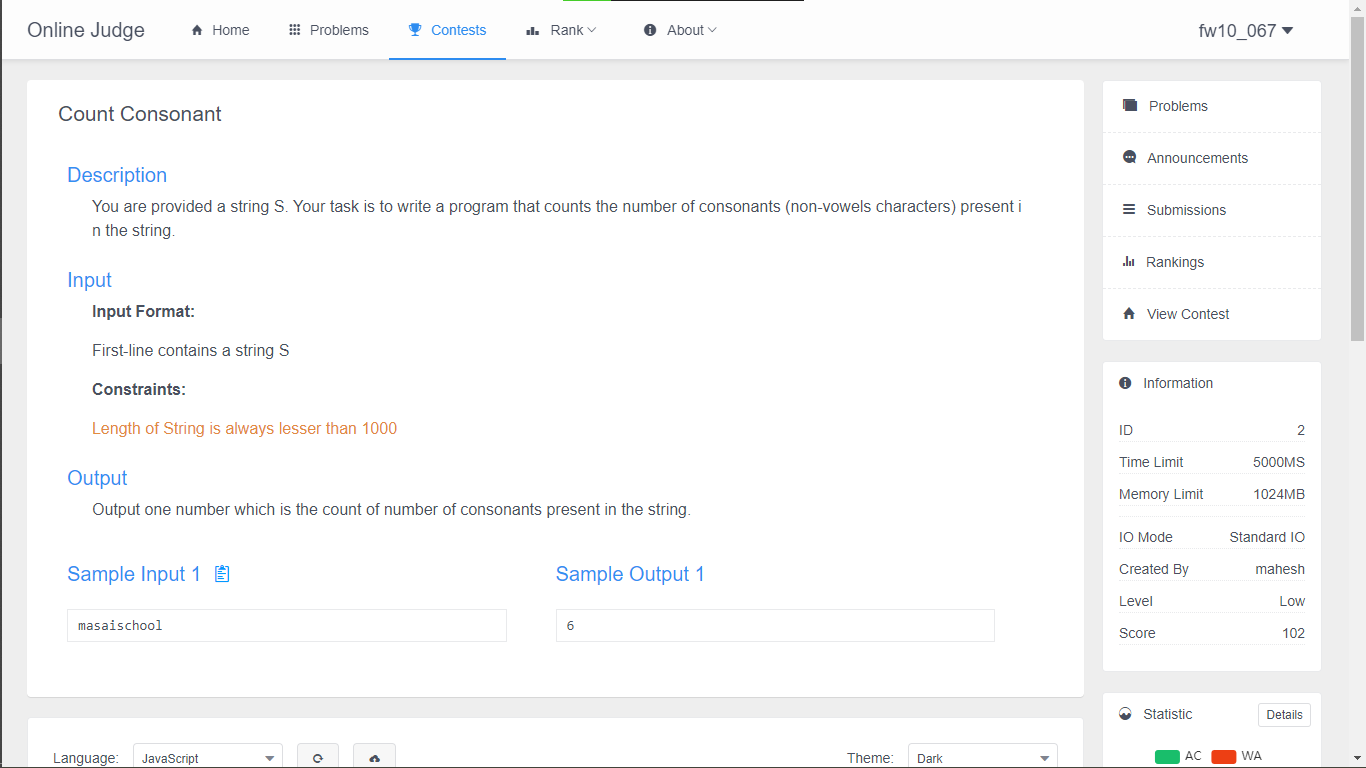 Online Judge
Home
Problems
Contests
Rank
About
fw10_067
Count Consonant
Description
You are provided a string S. Your task is to write a program that counts the number of consonants (non-vowels characters) present i
n the string.
Input
Input Format:
First-line contains a string S
Constraints:
Length of String is always lesser than 1000
Output
Output one number which is the count of number of consonants present in the string.
Sample Input 1
masaischool
Sample Output 1
6
Language:
JavaScript
Theme:
Dark
Problems
Announcements
Submissions
Rankings
View Contest
Information
ID 2
Time Limit 5000MS
Memory Limit 1024MB
IO Mode Standard IO
Created By mahesh
Level Low
Score 102
Statistic
Details
AC
WA